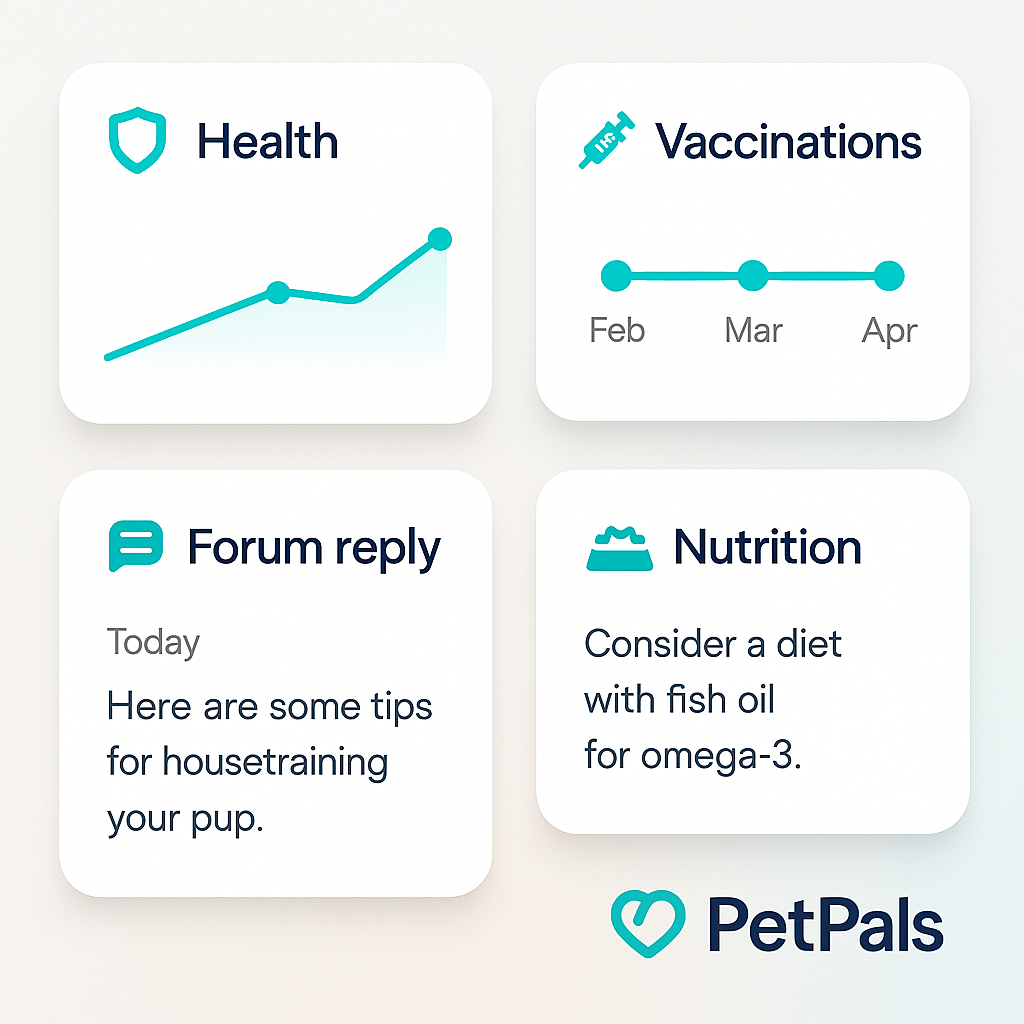 Health
Vaccinations
Feb Mar Apr
Forum reply
Today
Here are some tips
for housetraining
your pup.
Nutrition
Consider a diet
with fish oil
for omega-3.
PetPals